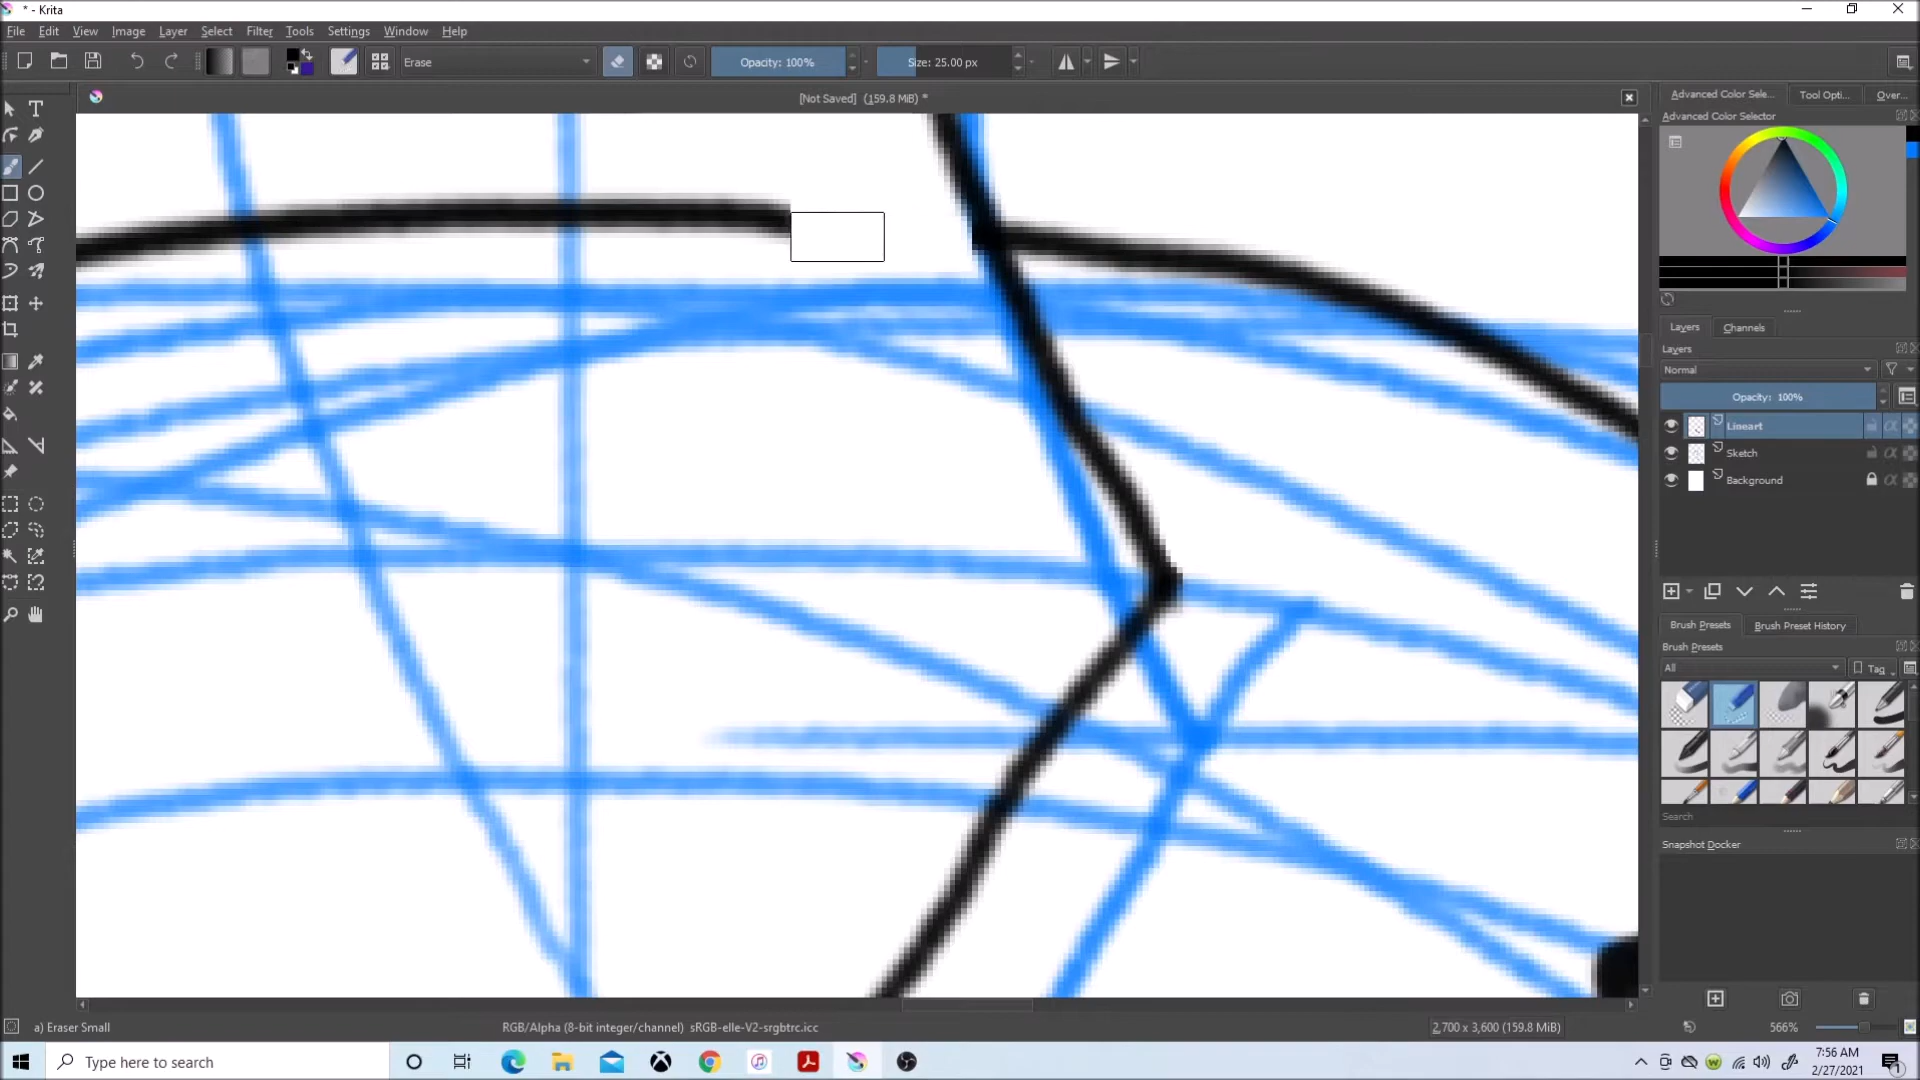 * - Krita
File Edit View Image Layer Select Filter Tools Settings Window Help
Erase Opacity: 100% Size: 25.00 px
[Not Saved] (159.8 MiB) *
Advanced Color Sele... Tool Opti... Over...
Advanced Color Selector
Layers Channels
Layers
Normal
Opacity: 100%
Lineart
Sketch
Background
Brush Presets Brush Preset History
Brush Presets
All Tag
Search
Snapshot Docker
a) Eraser Small RGB/Alpha (8-bit integer/channel) sRGB-elle-V2-srgbtrc.icc 2,700 x 3,600 (159.8 MiB) 566%
Type here to search
7:56 AM
2/27/2021
1